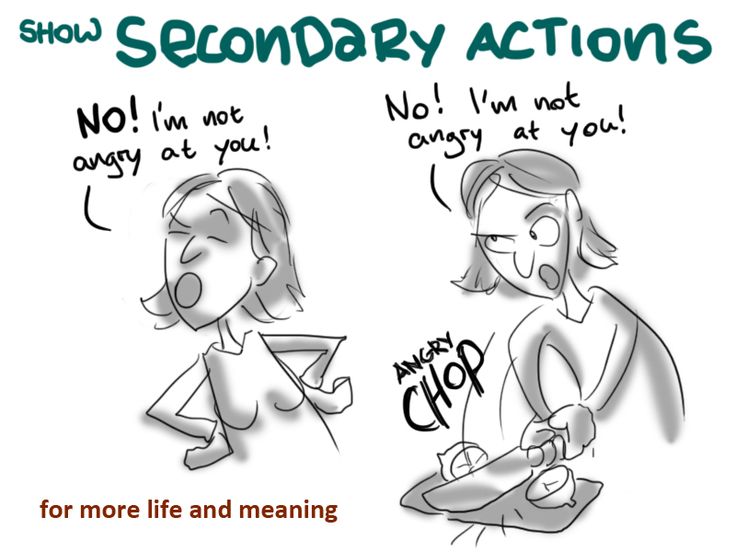 SHOW SECONDARY ACTIONS
NO! I'm not
angry at you!
No! I'm not
angry at you!
ANGRY
CHOP
for more life and meaning